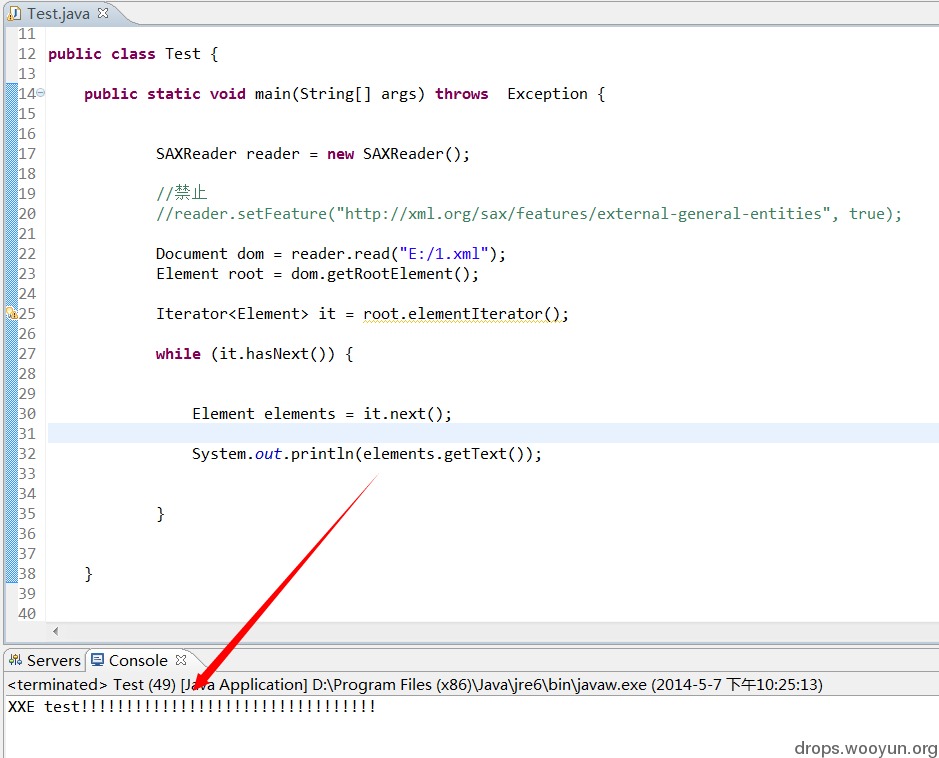 Test.java
11
12 public class Test {
13
14 public static void main(String[] args) throws Exception {
15
16
17 SAXReader reader = new SAXReader();
18
19 //禁止
20 //reader.setFeature("http://xml.org/sax/features/external-general-entities", true);
21
22 Document dom = reader.read("E:/1.xml");
23 Element root = dom.getRootElement();
24
25 Iterator<Element> it = root.elementIterator();
26
27 while (it.hasNext()) {
28
29
30 Element elements = it.next();
31
32 System.out.println(elements.getText());
33
34
35 }
36
37
38 }
39
40
Servers Console
<terminated> Test (49) [Java Application] D:\Program Files (x86)\Java\jre6\bin\javaw.exe (2014-5-7 下午10:25:13)
XXE test!!!!!!!!!!!!!!!!!!!!!!!!!!!!!!!!!
drops.wooyun.org